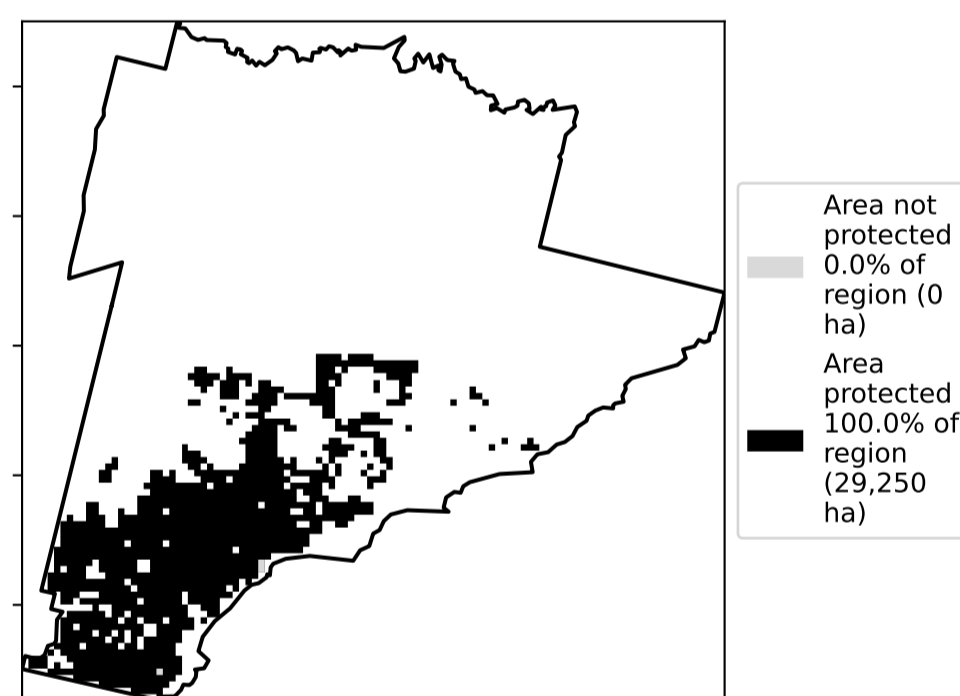 Area not
protected
0.0% of
region (0
ha)
Area
protected
100.0% of
region
(29,250
ha)